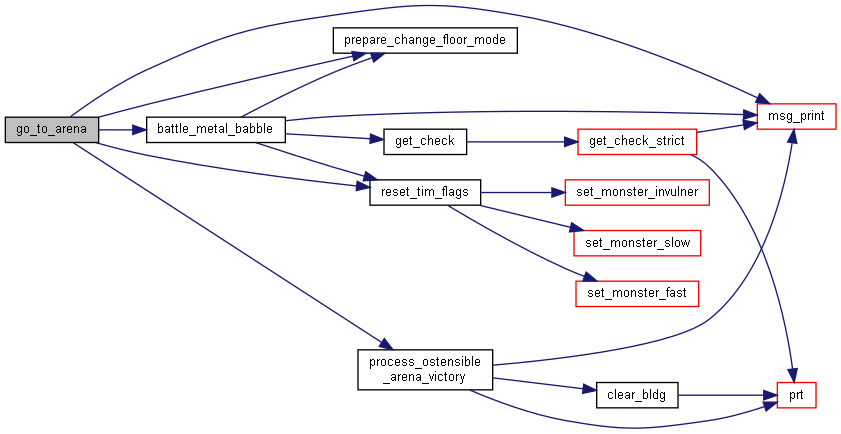 prepare_change_floor_mode
msg_print
go_to_arena
battle_metal_babble
get_check
get_check_strict
reset_tim_flags
set_monster_invulner
set_monster_slow
set_monster_fast
process_ostensible
_arena_victory
clear_bldg
prt